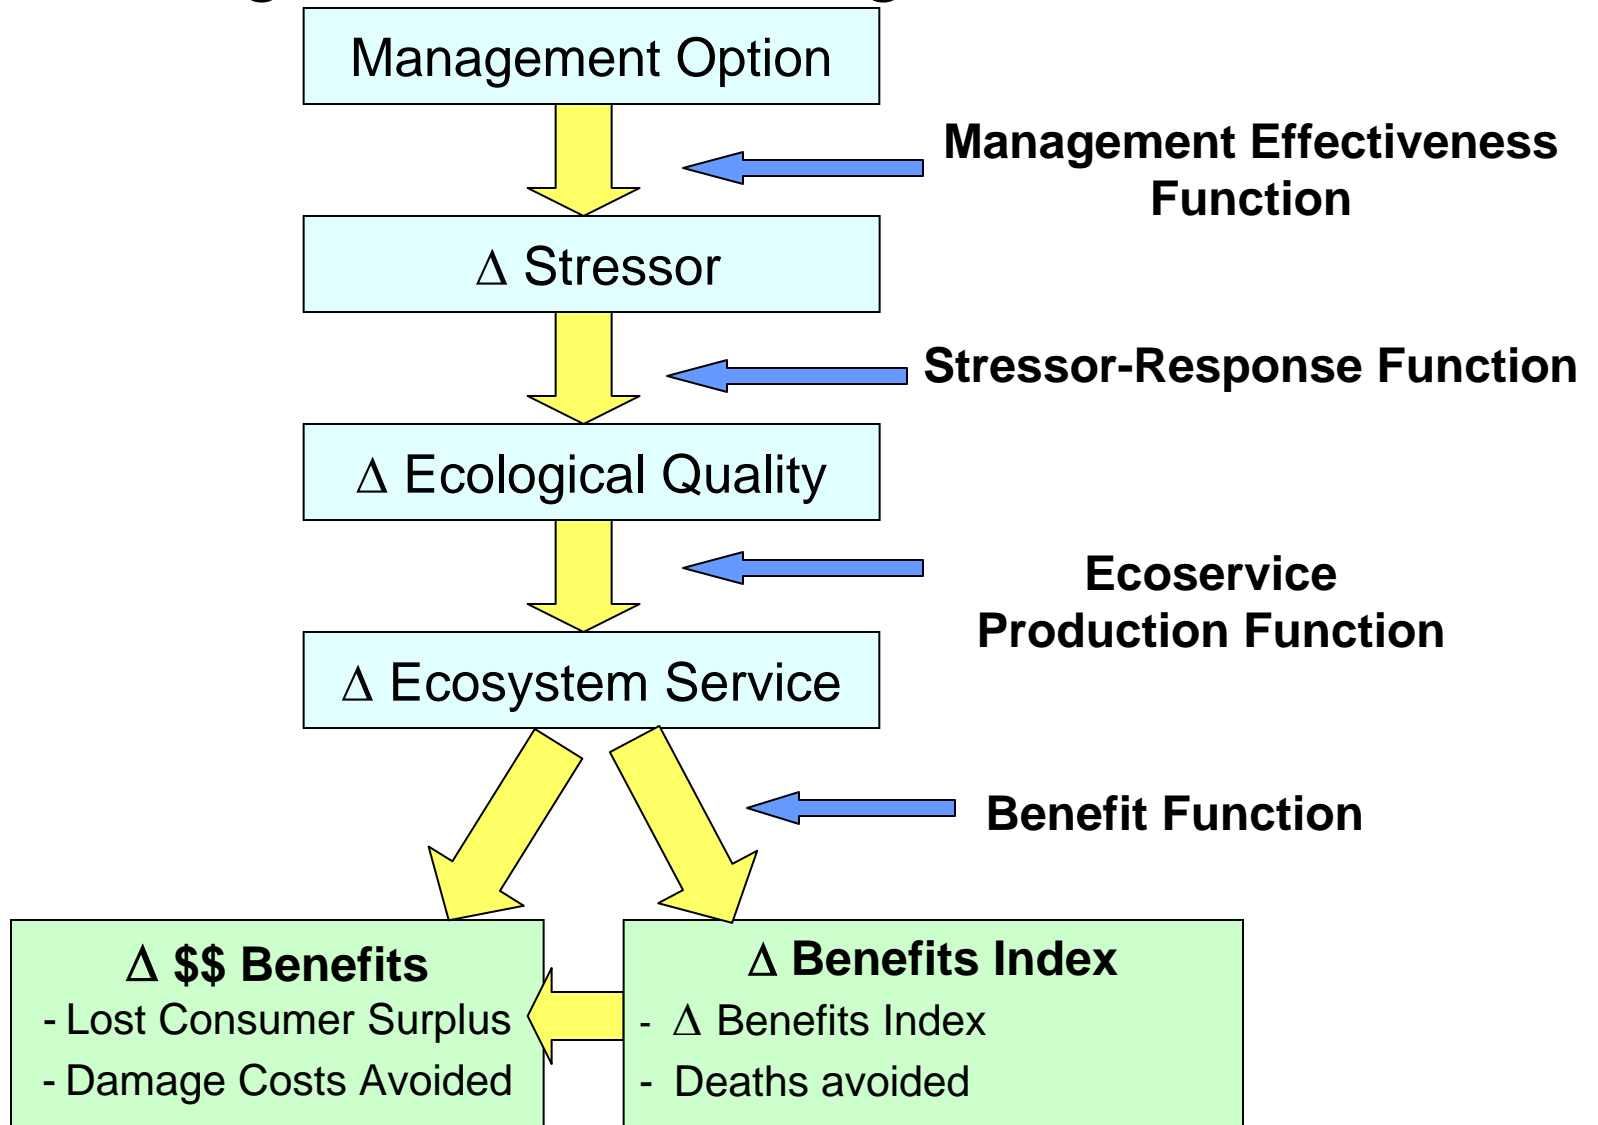 Management Option
Management Effectiveness
Function
Δ Stressor
Stressor-Response Function
Δ Ecological Quality
Ecoservice
Production Function
Δ Ecosystem Service
Benefit Function
Δ $$ Benefits
- Lost Consumer Surplus
- Damage Costs Avoided
Δ Benefits Index
- Δ Benefits Index
- Deaths avoided